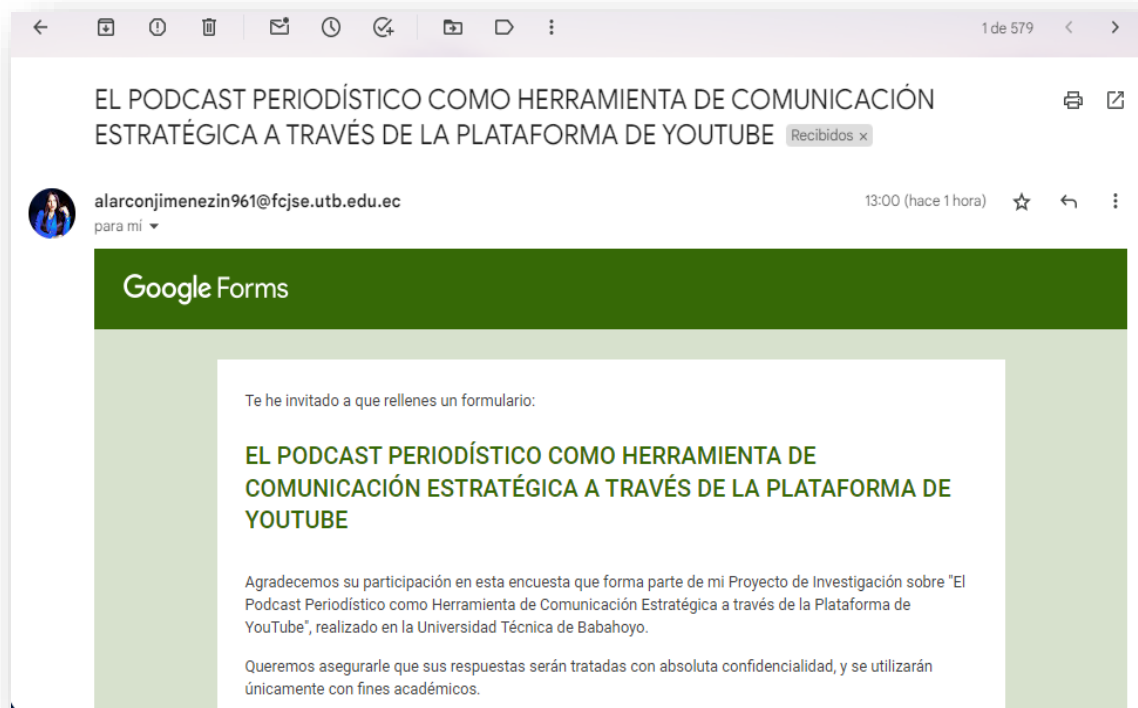 1 de 579
EL PODCAST PERIODÍSTICO COMO HERRAMIENTA DE COMUNICACIÓN
ESTRATÉGICA A TRAVÉS DE LA PLATAFORMA DE YOUTUBE Recibidos ×
alarconjimenezin961@fcjse.utb.edu.ec 13:00 (hace 1 hora)
para mí
Google Forms
Te he invitado a que rellenes un formulario:
EL PODCAST PERIODÍSTICO COMO HERRAMIENTA DE
COMUNICACIÓN ESTRATÉGICA A TRAVÉS DE LA PLATAFORMA DE
YOUTUBE
Agradecemos su participación en esta encuesta que forma parte de mi Proyecto de Investigación sobre "El
Podcast Periodístico como Herramienta de Comunicación Estratégica a través de la Plataforma de
YouTube", realizado en la Universidad Técnica de Babahoyo.
Queremos asegurarle que sus respuestas serán tratadas con absoluta confidencialidad, y se utilizarán
únicamente con fines académicos.